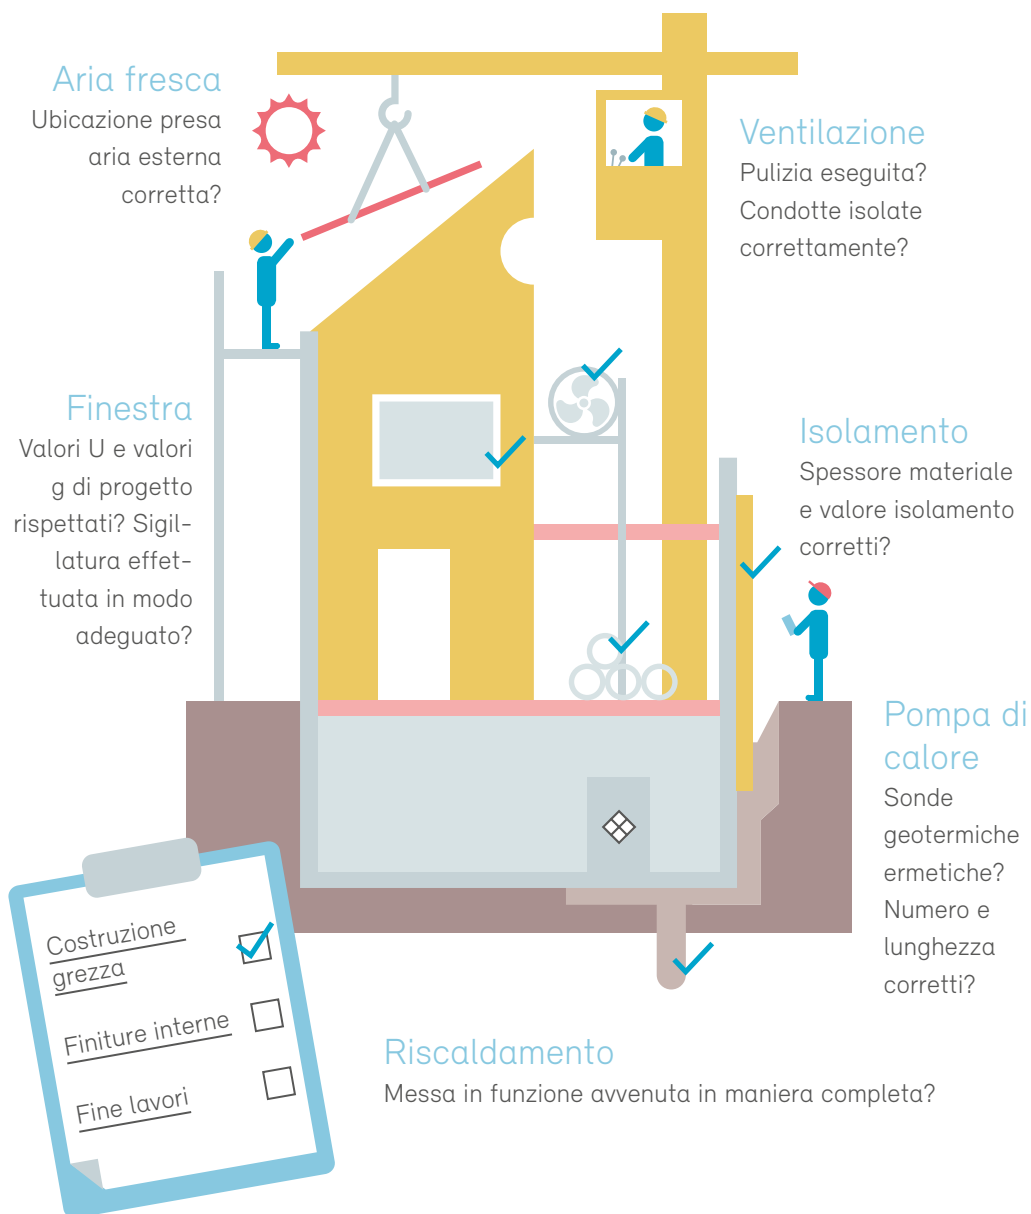 Aria fresca
Ubicazione presa
aria esterna
corretta?
Ventilazione
Pulizia eseguita?
Condotte isolate
correttamente?
Finestra
Valori U e valori
g di progetto
rispettati? Sigil-
latura effet-
tuata in modo
adeguato?
Isolamento
Spessore materiale
e valore isolamento
corretti?
Pompa di
calore
Sonde
geotermiche
ermetiche?
Numero e
lunghezza
corretti?
Costruzione
grezza
Finiture interne
Fine lavori
Riscaldamento
Messa in funzione avvenuta in maniera completa?